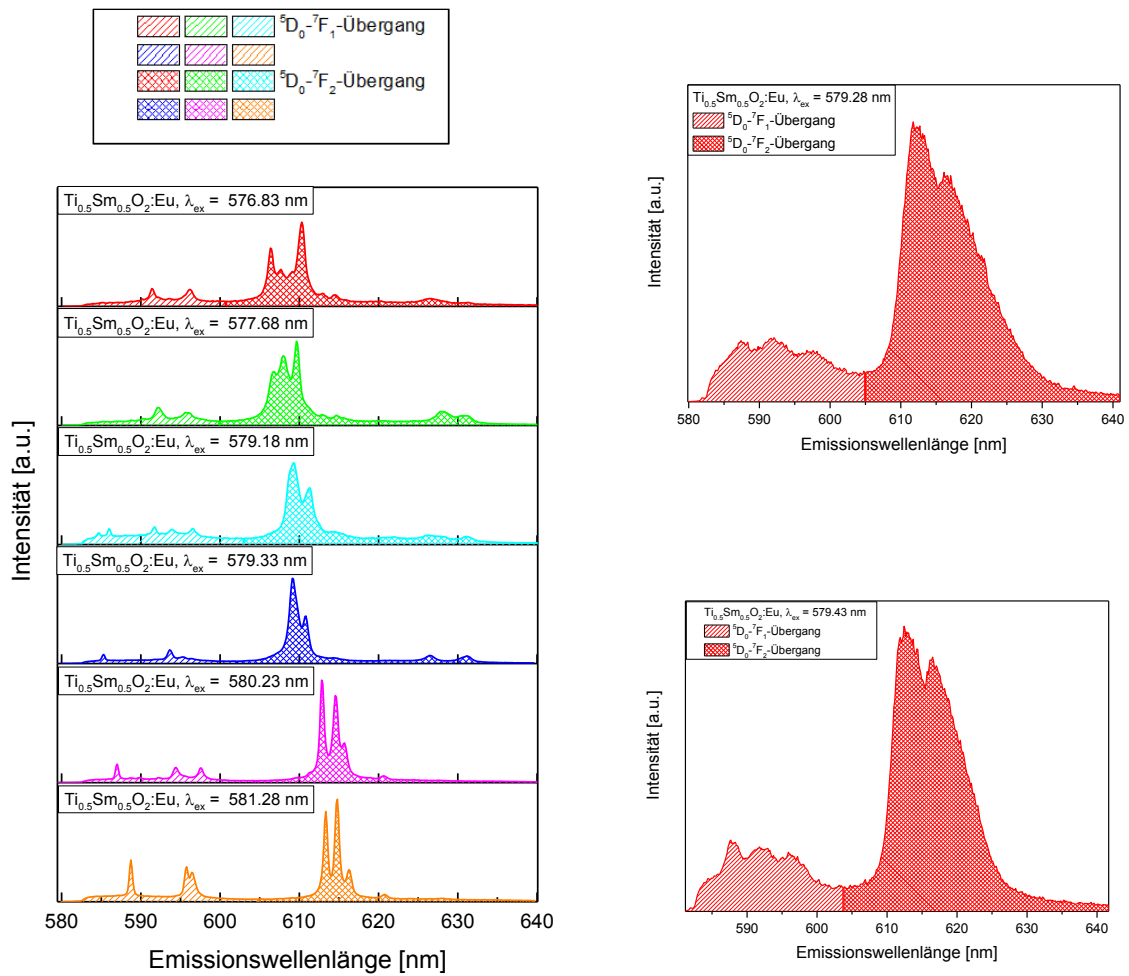 ⁵D₀-⁷F₁-Übergang
⁵D₀-⁷F₂-Übergang
Intensität [a.u.]
Ti₀.₅Sm₀.₅O₂:Eu, λₑₓ = 576.83 nm
Ti₀.₅Sm₀.₅O₂:Eu, λₑₓ = 577.68 nm
Ti₀.₅Sm₀.₅O₂:Eu, λₑₓ = 579.18 nm
Ti₀.₅Sm₀.₅O₂:Eu, λₑₓ = 579.33 nm
Ti₀.₅Sm₀.₅O₂:Eu, λₑₓ = 580.23 nm
Ti₀.₅Sm₀.₅O₂:Eu, λₑₓ = 581.28 nm
580 590 600 610 620 630 640
Emissionswellenlänge [nm]
Ti₀.₅Sm₀.₅O₂:Eu, λₑₓ = 579.28 nm
⁵D₀-⁷F₁-Übergang
⁵D₀-⁷F₂-Übergang
Intensität [a.u.]
580 590 600 610 620 630 640
Emissionswellenlänge [nm]
Ti₀.₅Sm₀.₅O₂:Eu, λₑₓ = 579.43 nm
⁵D₀-⁷F₁-Übergang
⁵D₀-⁷F₂-Übergang
Intensität [a.u.]
590 600 610 620 630 640
Emissionswellenlänge [nm]